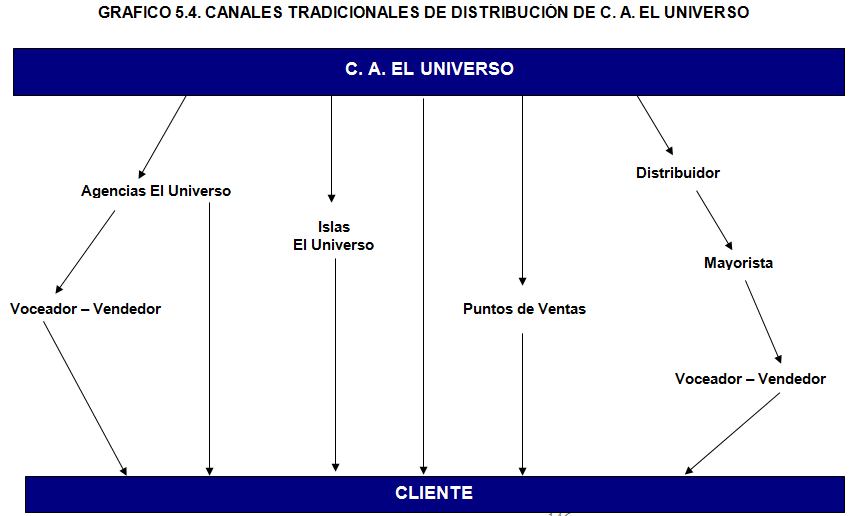 GRAFICO 5.4. CANALES TRADICIONALES DE DISTRIBUCIÓN DE C. A. EL UNIVERSO
C. A. EL UNIVERSO
Distribuidor
Agencias El Universo
Islas
El Universo
Mayorista
Voceador – Vendedor
Puntos de Ventas
Voceador – Vendedor
CLIENTE